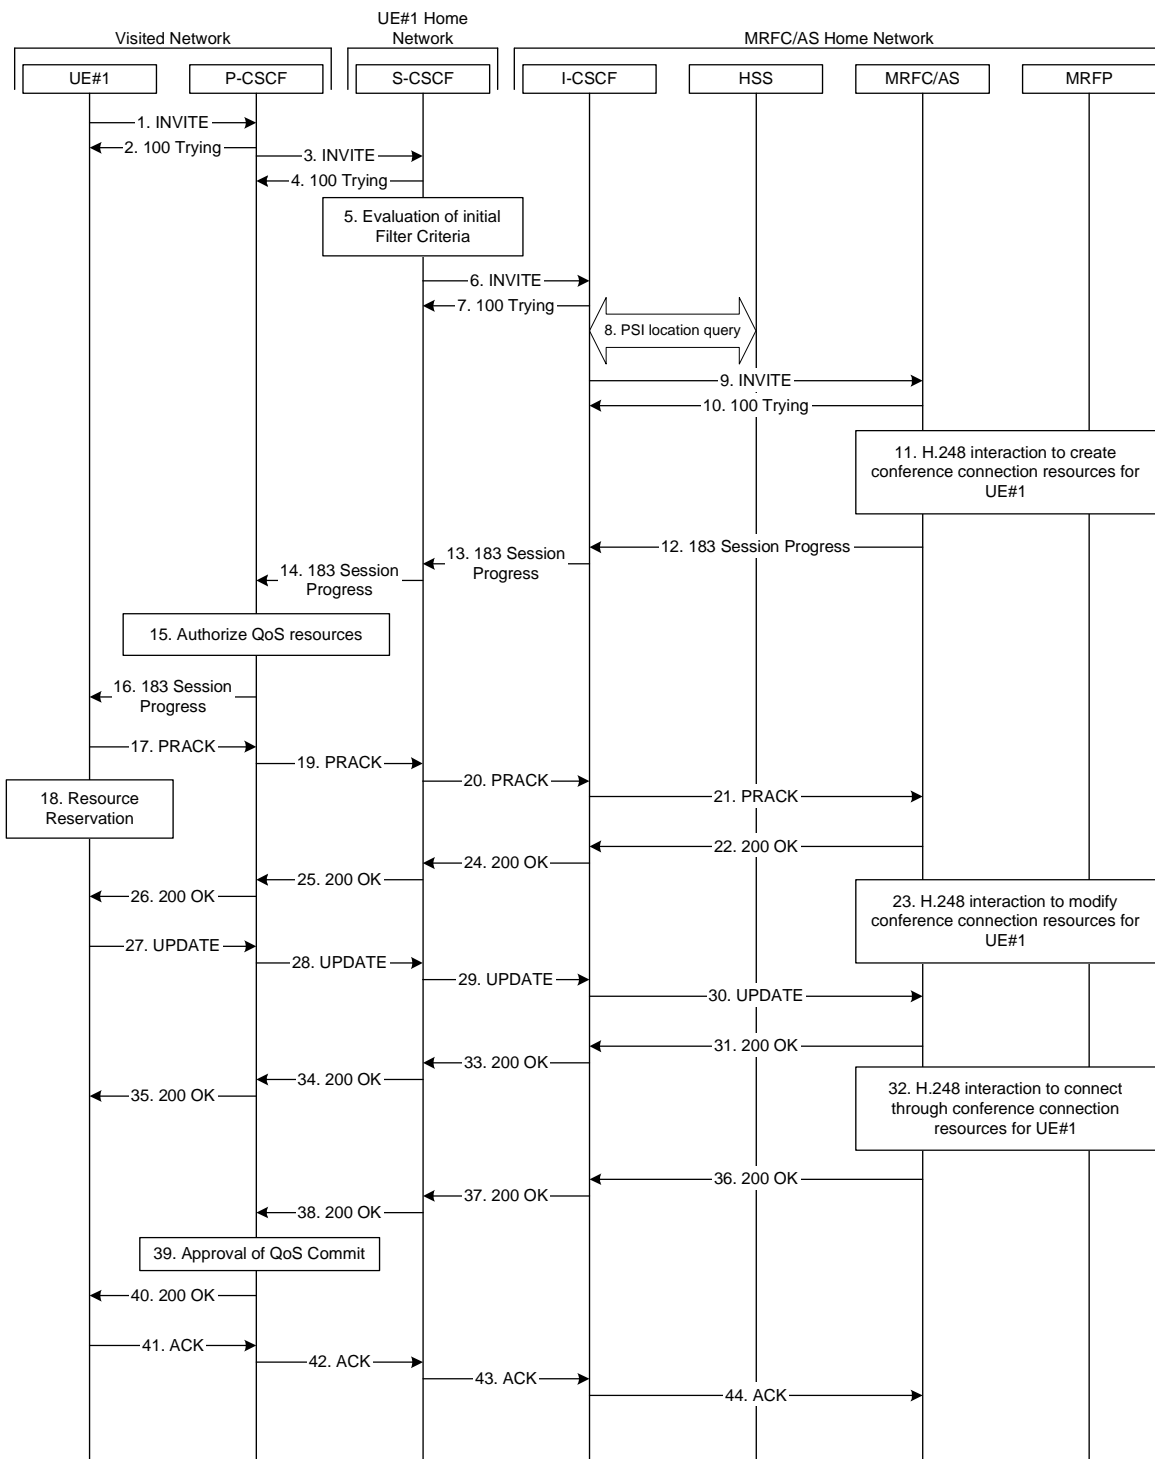 UE#1 Home
Network
Visited Network
MRFC/AS Home Network
UE#1
P-CSCF
S-CSCF
I-CSCF
HSS
MRFC/AS
MRFP
1. INVITE
2. 100 Trying
3. INVITE
4. 100 Trying
5. Evaluation of initial
Filter Criteria
6. INVITE
7. 100 Trying
8. PSI location query
9. INVITE
10. 100 Trying
11. H.248 interaction to create
conference connection resources for
UE#1
12. 183 Session Progress
13. 183 Session
Progress
14. 183 Session
Progress
15. Authorize QoS resources
16. 183 Session
Progress
17. PRACK
19. PRACK
20. PRACK
18. Resource
Reservation
21. PRACK
22. 200 OK
24. 200 OK
25. 200 OK
26. 200 OK
23. H.248 interaction to modify
conference connection resources for
UE#1
27. UPDATE
28. UPDATE
29. UPDATE
30. UPDATE
31. 200 OK
33. 200 OK
34. 200 OK
35. 200 OK
32. H.248 interaction to connect
through conference connection
resources for UE#1
36. 200 OK
37. 200 OK
38. 200 OK
39. Approval of QoS Commit
40. 200 OK
41. ACK
42. ACK
43. ACK
44. ACK